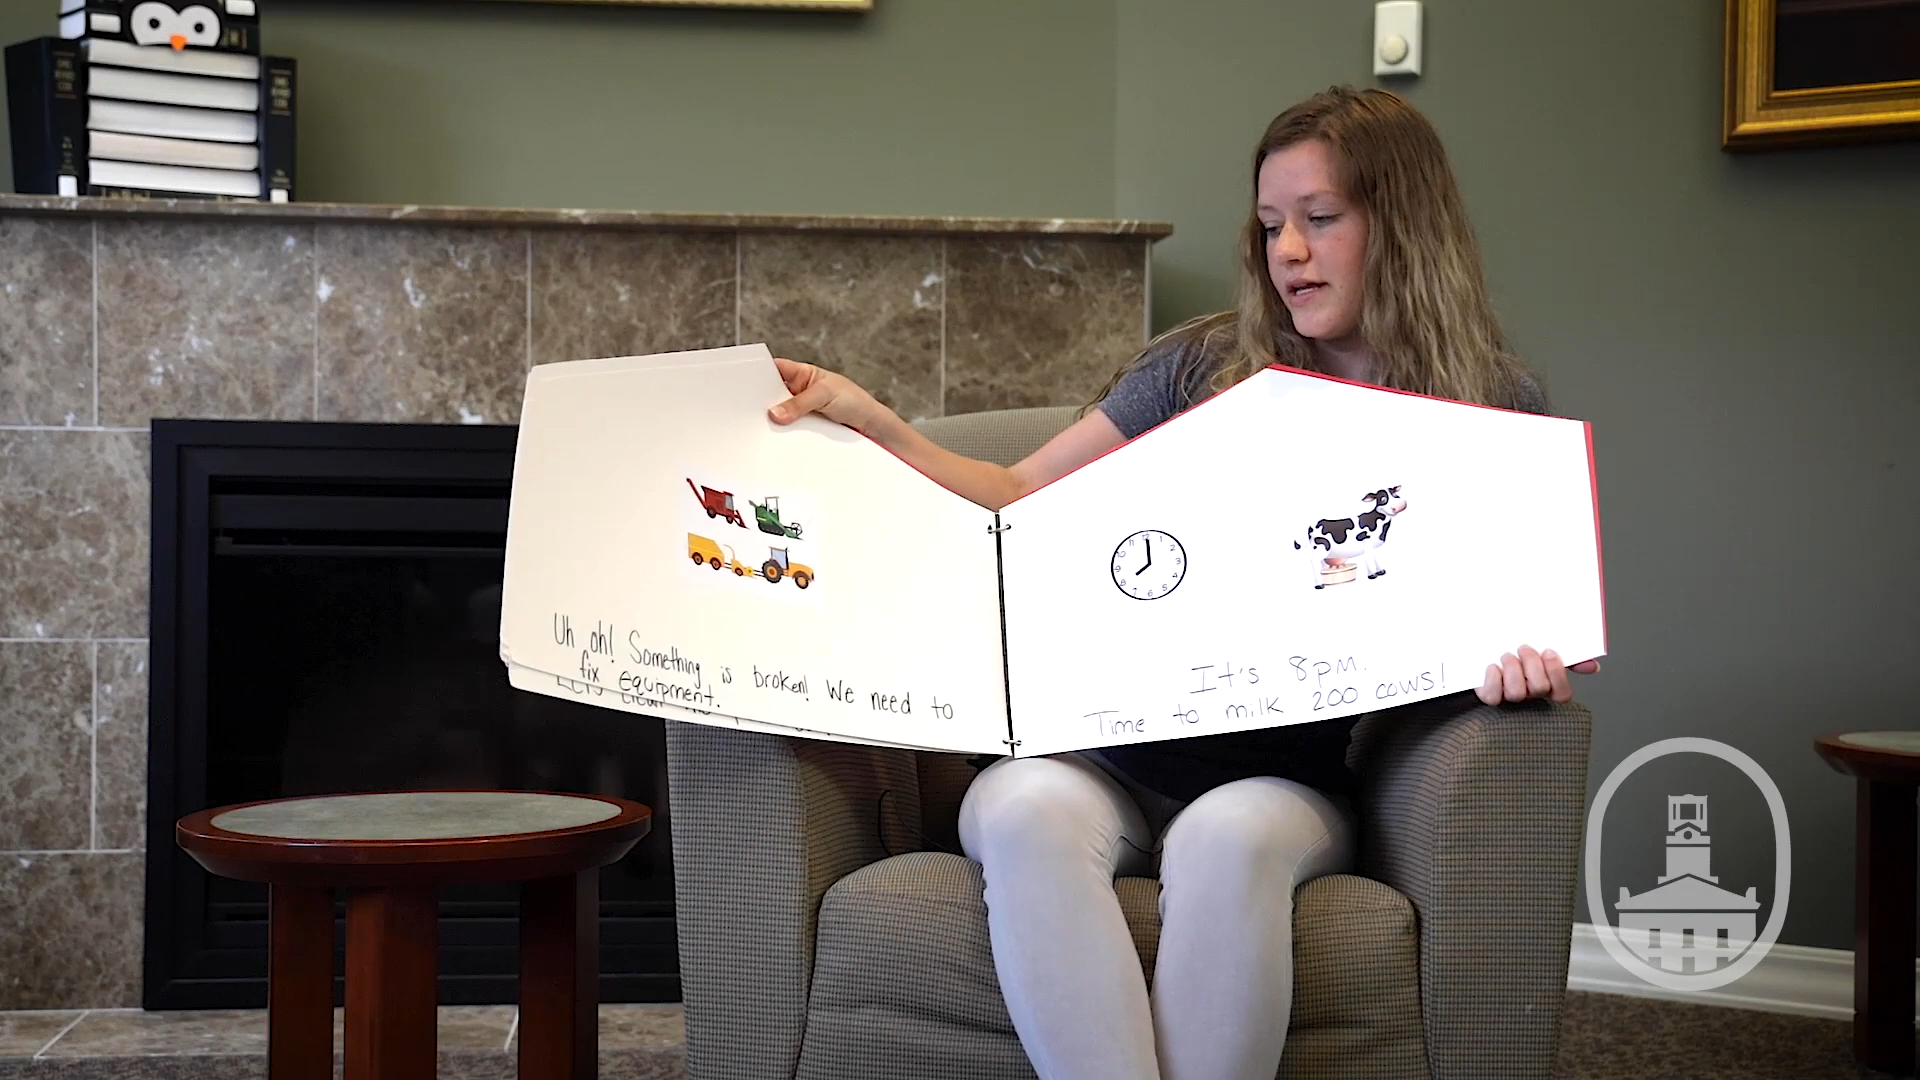 Uh oh! Something is broken! We need to
fix equipment.
It's 8pm.
Time to milk 200 cows!